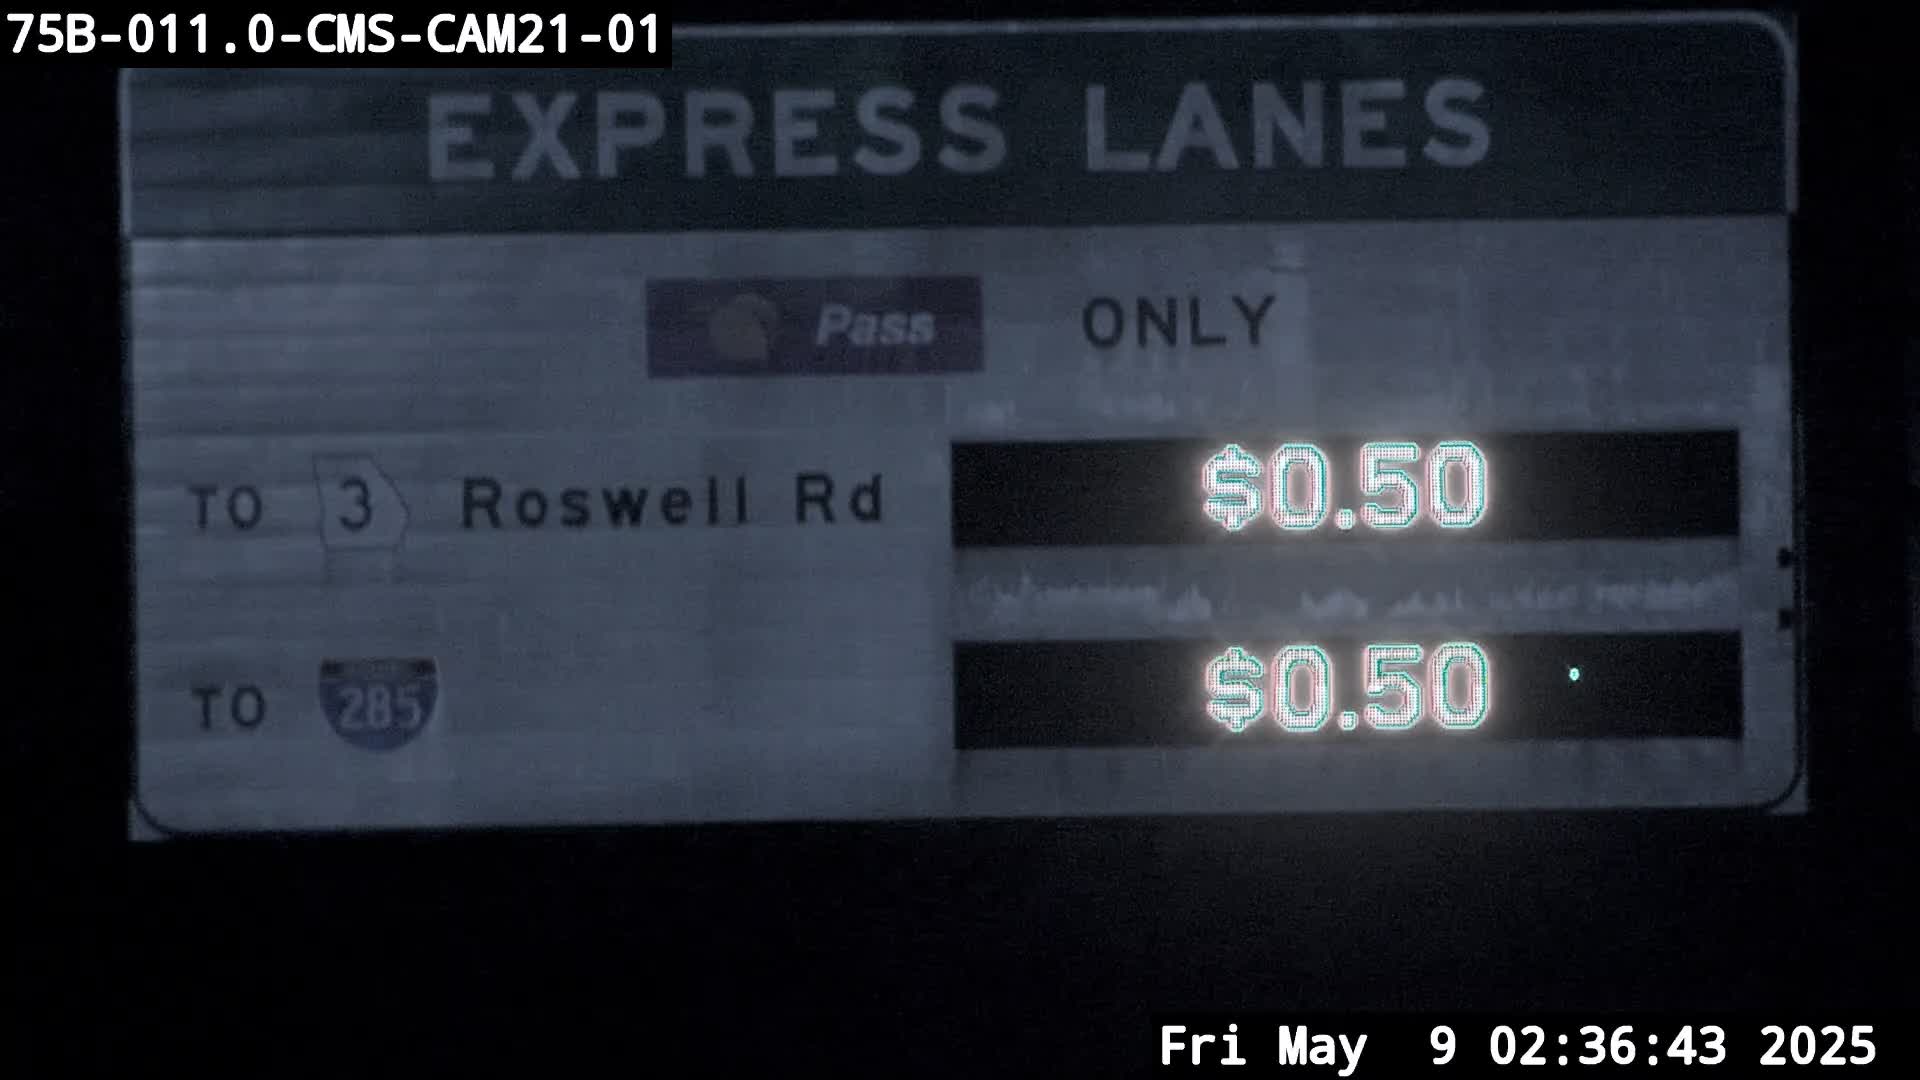 75B-011.0-CMS-CAM21-01
EXPRESS LANES
Pass ONLY
TO 3 Roswell Rd $0.50
TO 285 $0.50
Fri May 9 02:36:43 2025